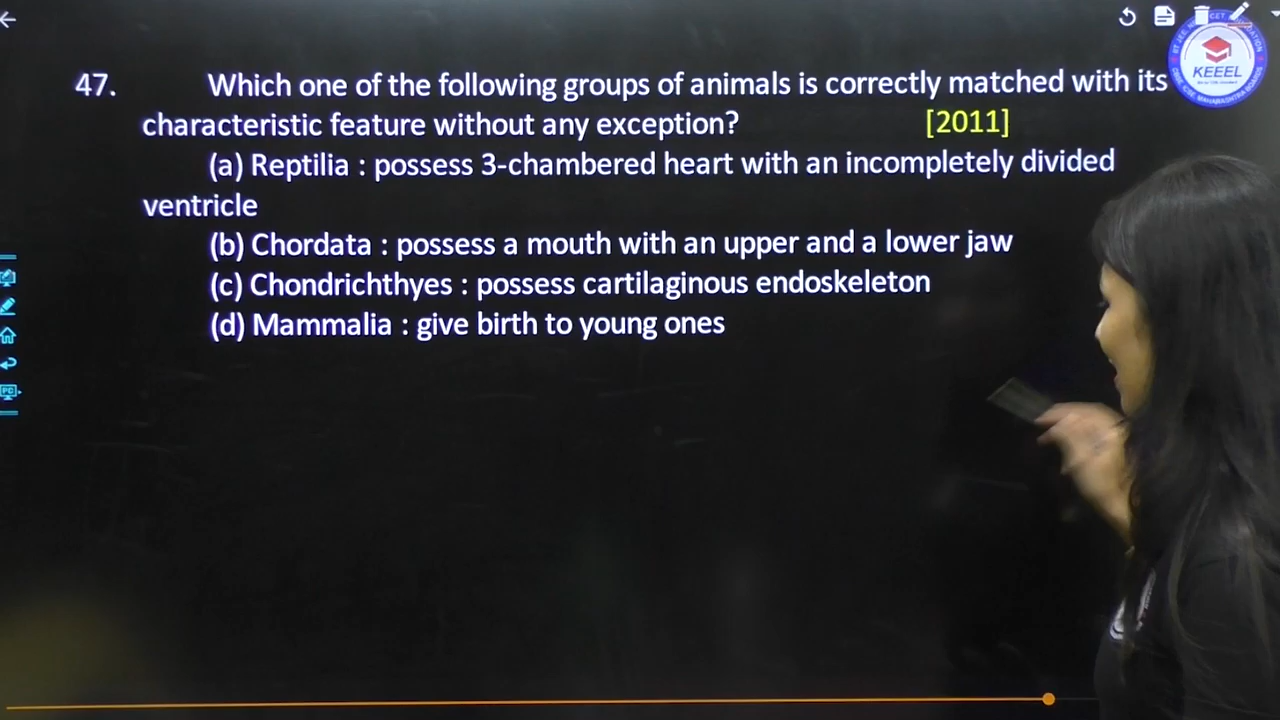 47. Which one of the following groups of animals is correctly matched with its
characteristic feature without any exception? [2011]
(a) Reptilia : possess 3-chambered heart with an incompletely divided
ventricle
(b) Chordata : possess a mouth with an upper and a lower jaw
(c) Chondrichthyes : possess cartilaginous endoskeleton
(d) Mammalia : give birth to young ones
KEEEL